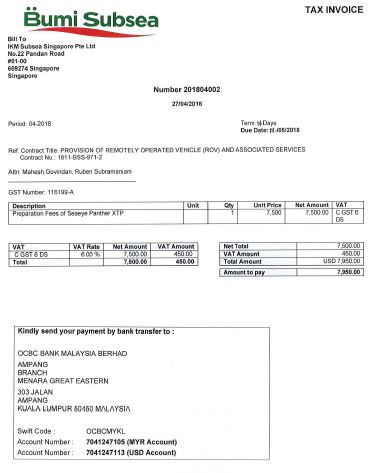 Bumi Subsea
TAX INVOICE
Bill To
IKM Subsea Singapore Pte Ltd
No.22 Pandan Road
#01-00
609274 Singapore
Singapore
Number 201804002
27/04/2018
Period: 04-2018
Term: Days
Due Date: /05/2018
Ref: Contract Title: PROVISION OF REMOTELY OPERATED VEHICLE (ROV) AND ASSOCIATED SERVICES
Contract No.: 1811-BSS-971-2
Attn: Mahesh Govindan, Ruben Subramaniam
GST Number: 116199-A
Description Unit Qty Unit Price Net Amount VAT
Preparation Fees of Seaeye Panther XTP 1 7,500 7,500.00 C GST 6 DS
VAT VAT Rate Net Amount VAT Amount
C GST 6 DS 6.00 % 7,500.00 450.00
Total 7,500.00 450.00
Net Total 7,500.00
VAT Amount 450.00
Total Amount USD 7,950.00
Amount to pay 7,950.00
Kindly send your payment by bank transfer to :
OCBC BANK MALAYSIA BERHAD
AMPANG
BRANCH
MENARA GREAT EASTERN
303 JALAN
AMPANG
KUALA LUMPUR 50450 MALAYSIA
Swift Code : OCBCMYKL
Account Number : 7041247105 (MYR Account)
Account Number : 7041247113 (USD Account)